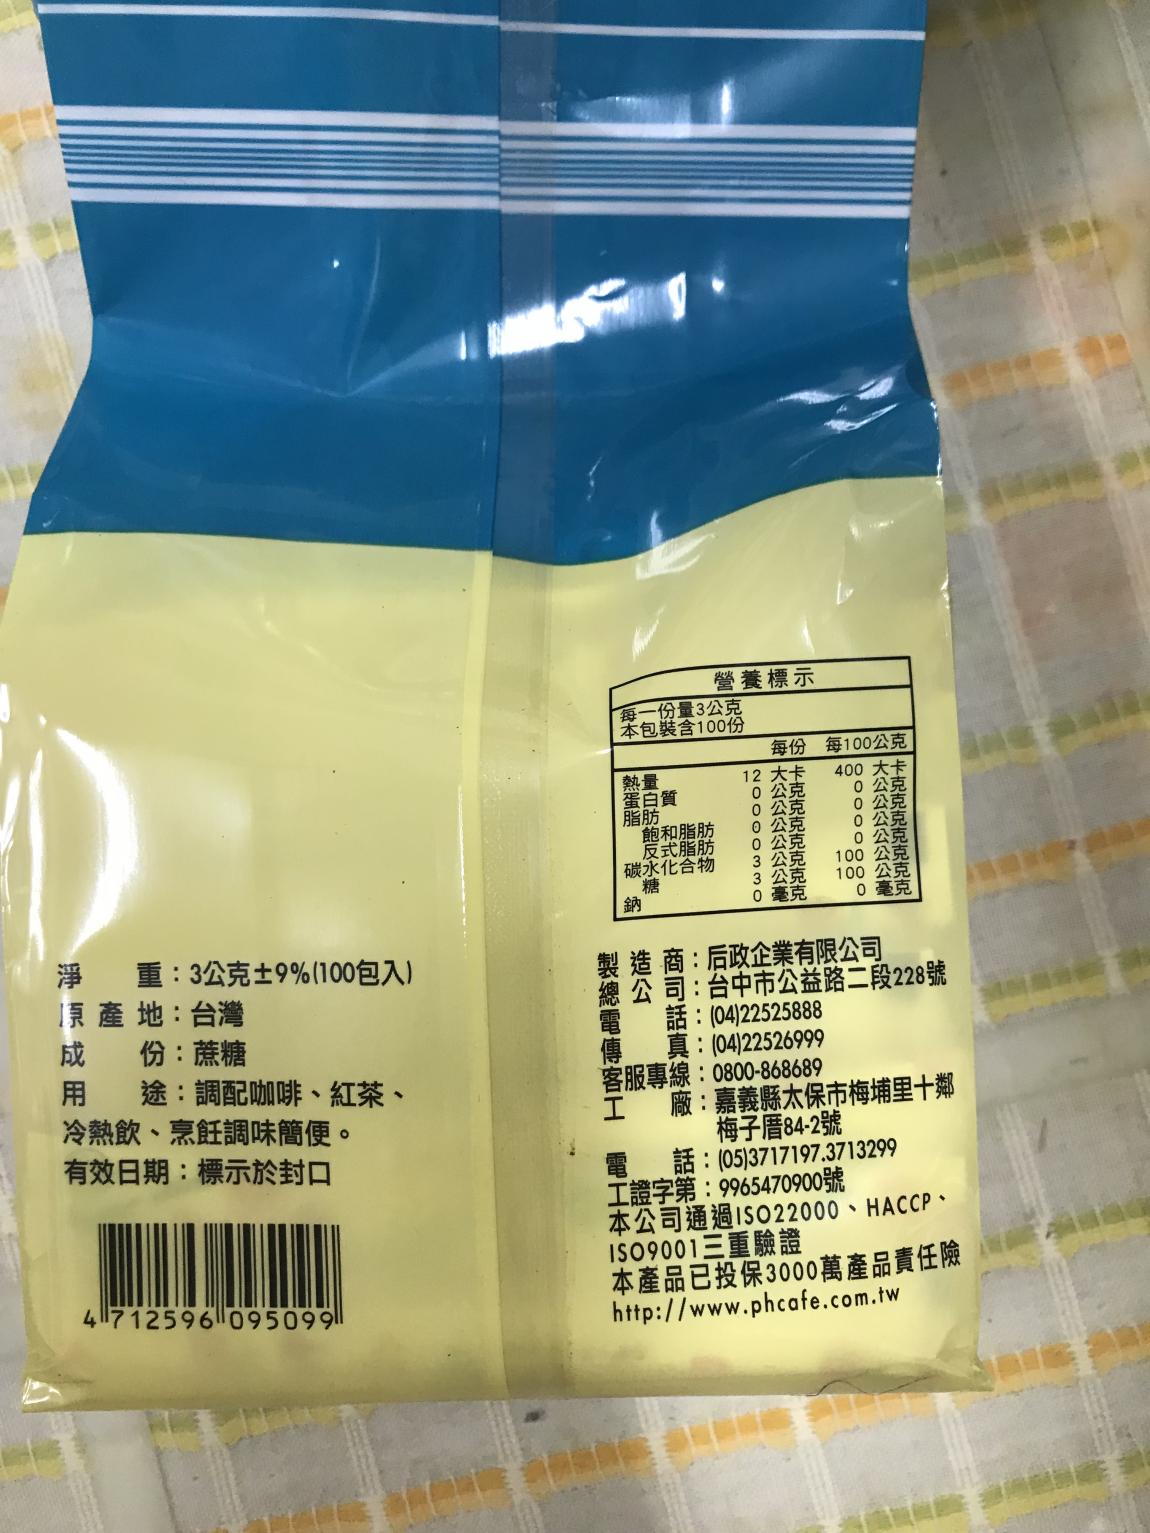 營養標示
每一份量3公克
本包裝含100份
每份 每100公克
熱量 12 大卡 400 大卡
蛋白質 0 公克 0 公克
脂肪 0 公克 0 公克
飽和脂肪 0 公克 0 公克
反式脂肪 0 公克 0 公克
碳水化合物 3 公克 100 公克
糖 3 公克 100 公克
鈉 0 毫克 0 毫克
淨 重：3公克±9%(100包入)
原產地：台灣
成 份：蔗糖
用 途：調配咖啡、紅茶、
冷熱飲、烹飪調味簡便。
有效日期：標示於封口
4 712596 095099
製造商：后政企業有限公司
總公司：台中市公益路二段228號
電 話：(04)22525888
傳 真：(04)22526999
客服專線：0800-868689
工 廠：嘉義縣太保市梅埔里十鄰
梅子厝84-2號
電 話：(05)3717197.3713299
工證字第：9965470900號
本公司通過ISO22000、HACCP、
ISO9001三重驗證
本產品已投保3000萬產品責任險
http://www.phcafe.com.tw